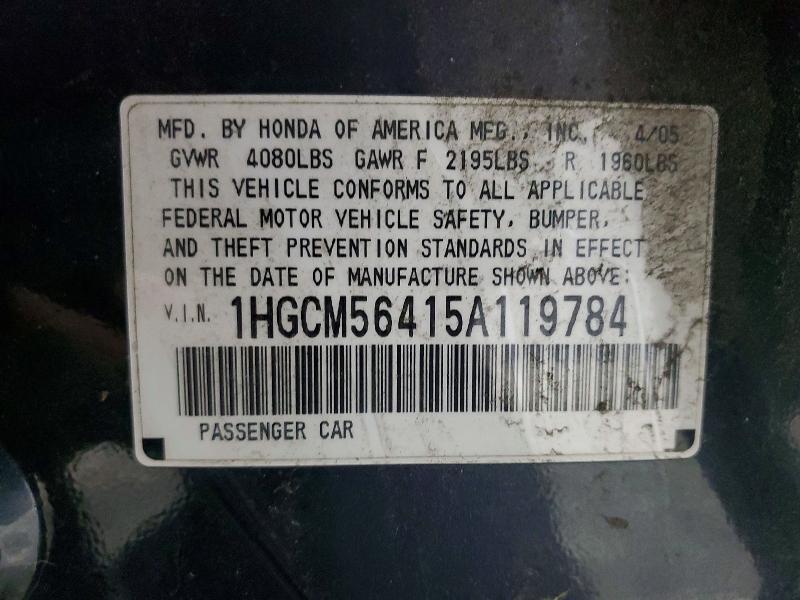 MFD. BY HONDA OF AMERICA MFG., INC. 4/05
GVWR 4080LBS GAWR F 2195LBS R 1960LBS
THIS VEHICLE CONFORMS TO ALL APPLICABLE
FEDERAL MOTOR VEHICLE SAFETY, BUMPER,
AND THEFT PREVENTION STANDARDS IN EFFECT
ON THE DATE OF MANUFACTURE SHOWN ABOVE:
V.I.N. 1HGCM56415A119784
PASSENGER CAR